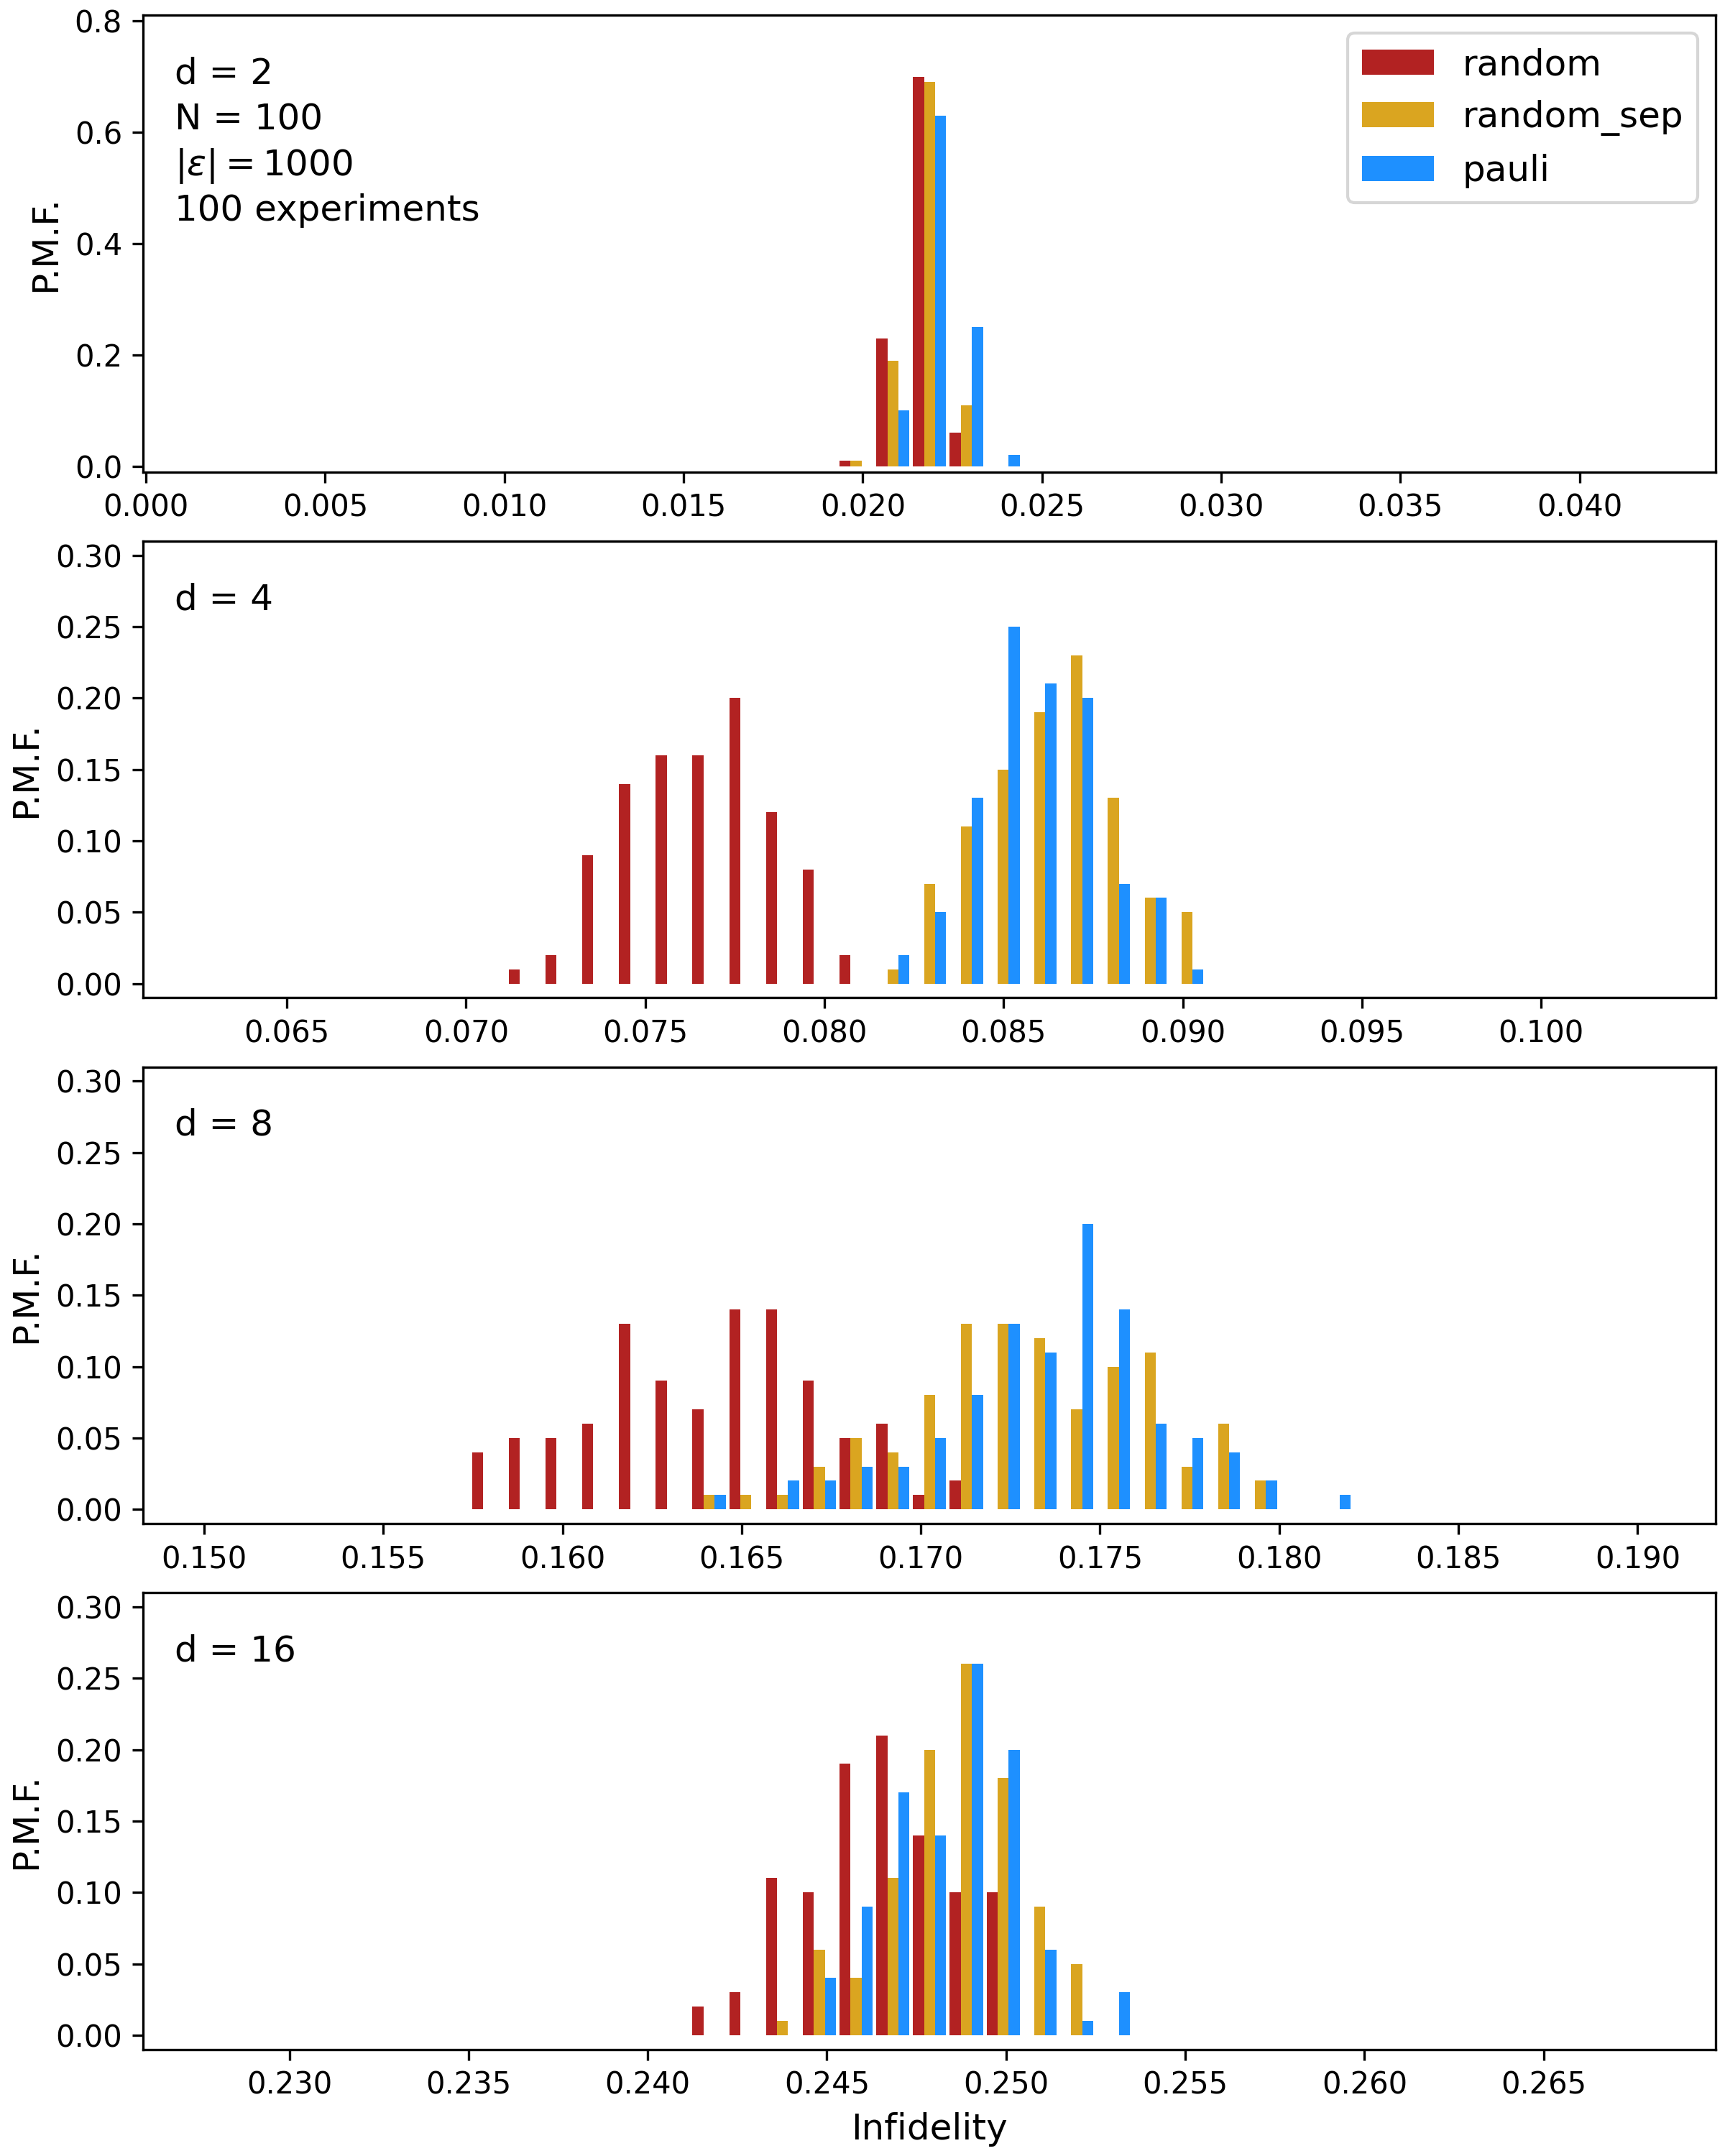 d = 2
N = 100
|ε| = 1000
100 experiments
random
random_sep
pauli
P.M.F.
0.8
0.6
0.4
0.2
0.0
0.000 0.005 0.010 0.015 0.020 0.025 0.030 0.035 0.040
d = 4
P.M.F.
0.30
0.25
0.20
0.15
0.10
0.05
0.00
0.065 0.070 0.075 0.080 0.085 0.090 0.095 0.100
d = 8
P.M.F.
0.30
0.25
0.20
0.15
0.10
0.05
0.00
0.150 0.155 0.160 0.165 0.170 0.175 0.180 0.185 0.190
d = 16
P.M.F.
0.30
0.25
0.20
0.15
0.10
0.05
0.00
0.230 0.235 0.240 0.245 0.250 0.255 0.260 0.265
Infidelity